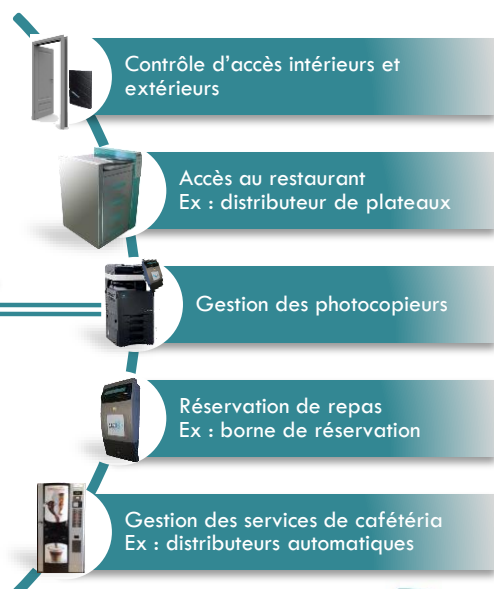 Contrôle d'accès intérieurs et
extérieurs
Accès au restaurant
Ex : distributeur de plateaux
Gestion des photocopieurs
Réservation de repas
Ex : borne de réservation
Gestion des services de cafétéria
Ex : distributeurs automatiques